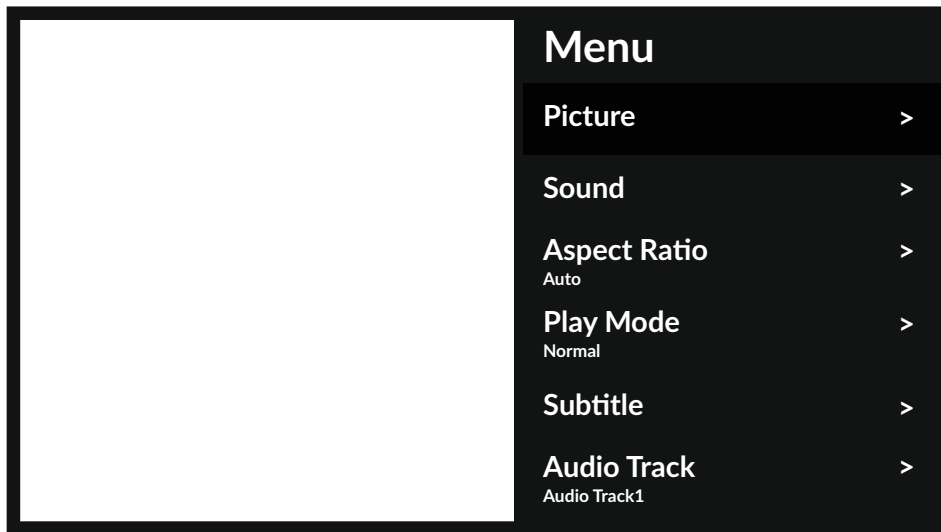 Menu
Picture >
Sound >
Aspect Ratio >
Auto
Play Mode >
Normal
Subtitle >
Audio Track >
Audio Track1